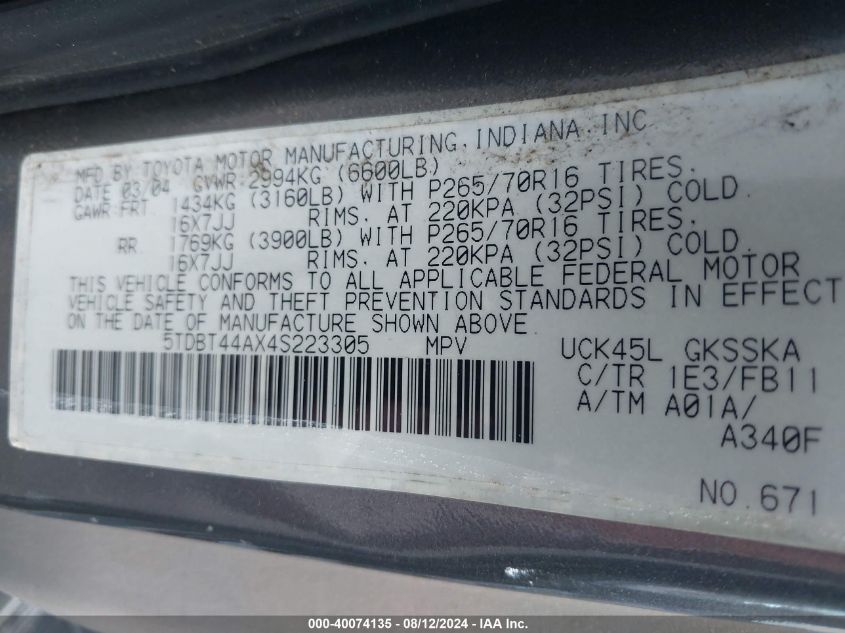 MFD BY TOYOTA MOTOR MANUFACTURING, INDIANA, INC
DATE 03/04 GVWR-2994KG (6600LB)
GAWR-FRT 1434KG (3160LB) WITH P265/70R16 TIRES.
16X7JJ RIMS. AT 220KPA (32PSI) COLD.
RR. 1769KG (3900LB) WITH P265/70R16 TIRES.
16X7JJ RIMS. AT 220KPA (32PSI) COLD.
THIS VEHICLE CONFORMS TO ALL APPLICABLE FEDERAL MOTOR
VEHICLE SAFETY AND THEFT PREVENTION STANDARDS IN EFFECT
ON THE DATE OF MANUFACTURE SHOWN ABOVE.
5TDBT44AX4S223305 MPV UCK45L GKSSKA
C/TR 1E3/FB11
A/TM A01A/
A340F
NO.671
000-40074135 - 08/12/2024 - IAA Inc.